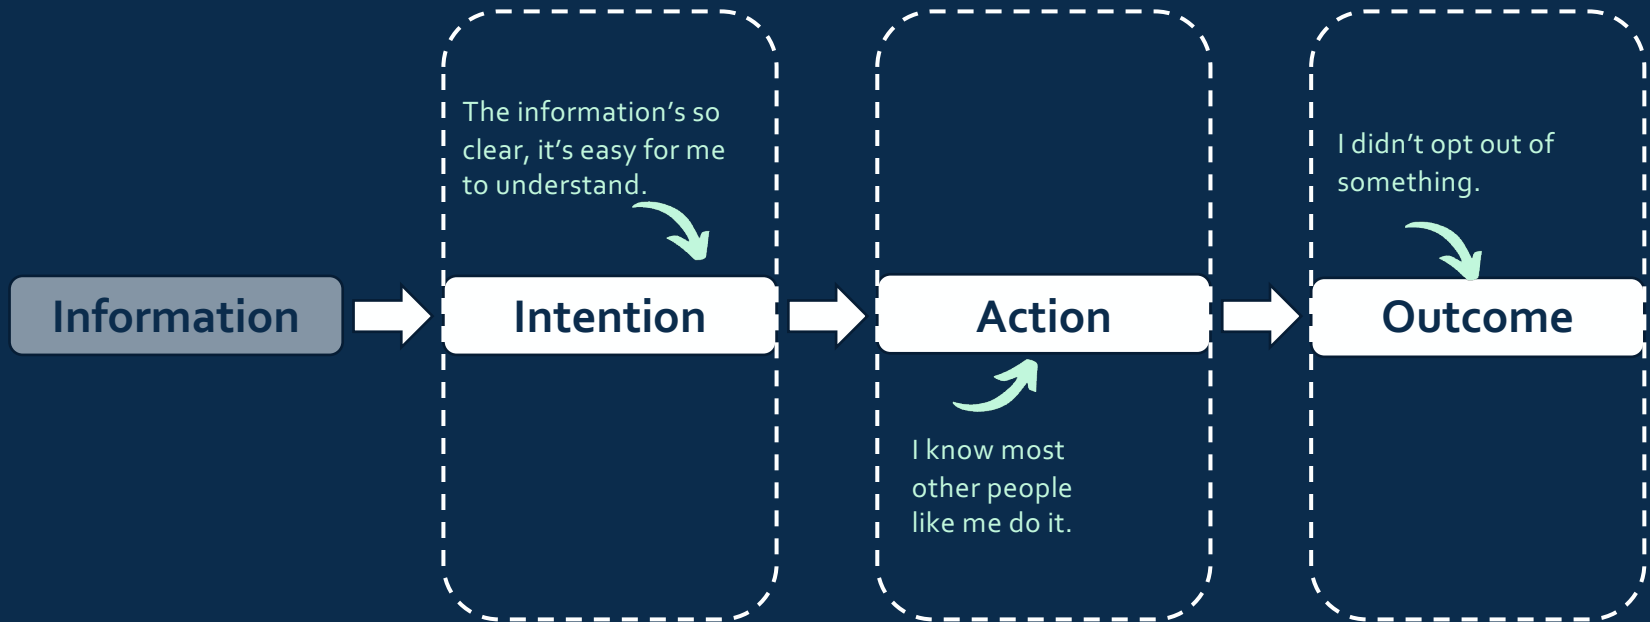 The information’s so
clear, it’s easy for me
to understand.
I didn’t opt out of
something.
Information
Intention
Action
Outcome
I know most
other people
like me do it.